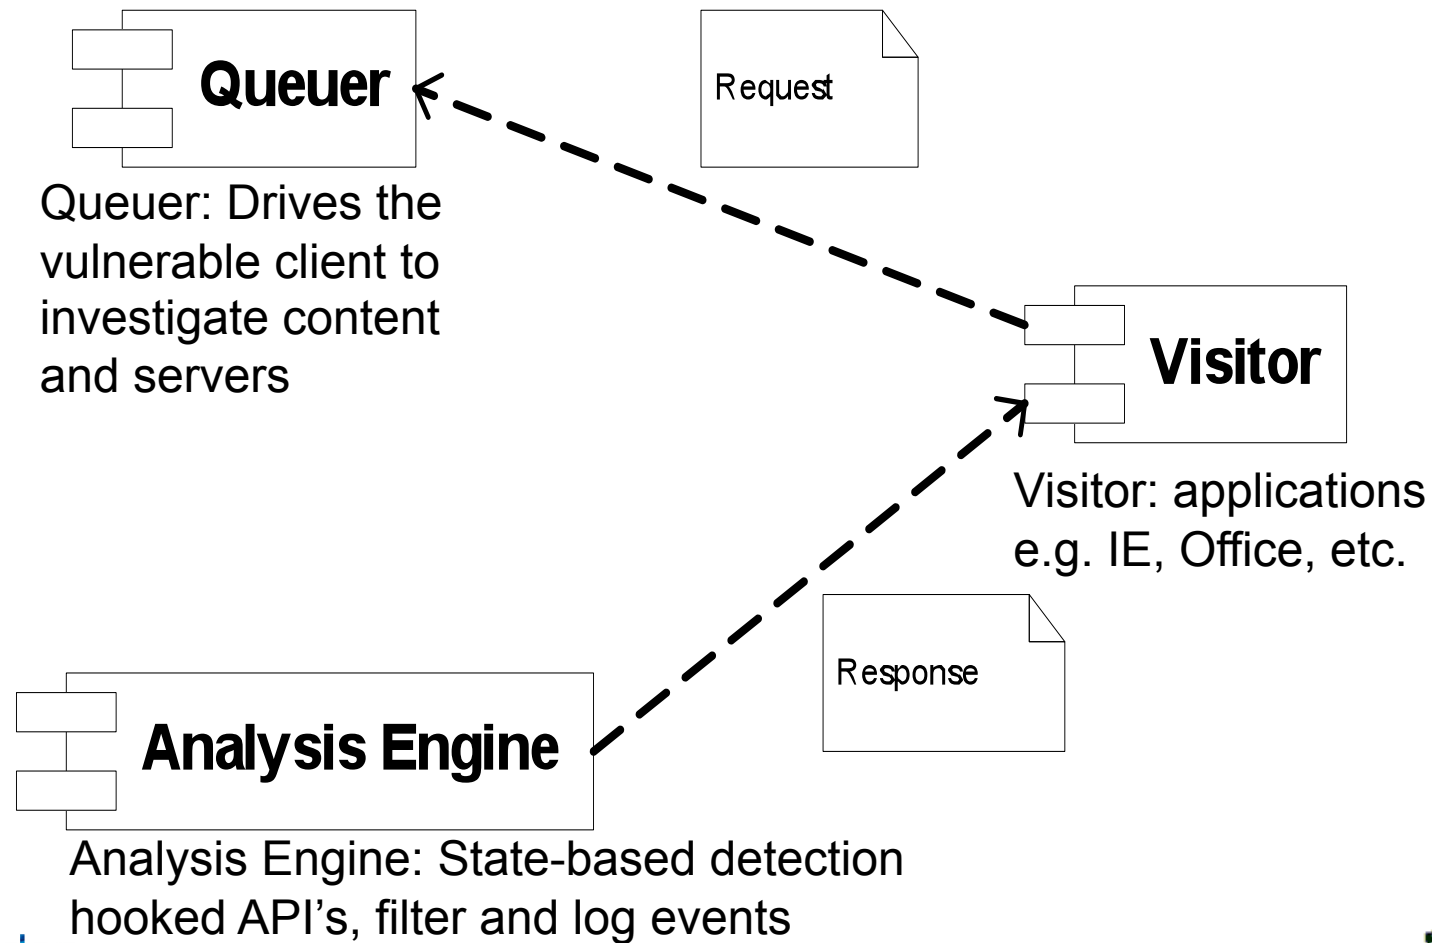 Queuer
Request
Queuer: Drives the
vulnerable client to
investigate content
and servers
Visitor
Visitor: applications
e.g. IE, Office, etc.
Response
Analysis Engine
Analysis Engine: State-based detection
hooked API's, filter and log events